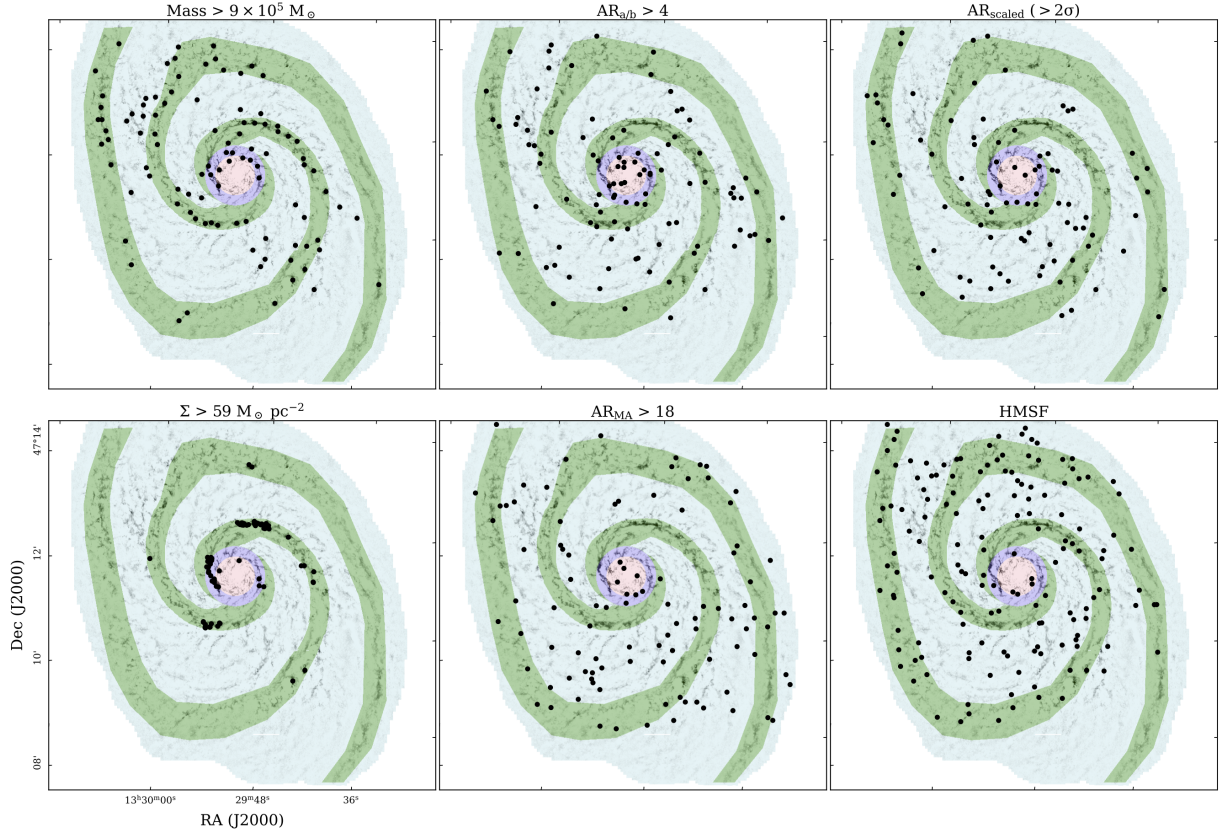 Mass > 9 × 10⁵ M⊙
AR_a/b > 4
AR_scaled (> 2σ)
Σ > 59 M⊙ pc⁻²
AR_MA > 18
HMSF
47°14'
12'
10'
08'
Dec (J2000)
13ʰ30ᵐ00ˢ
29ᵐ48ˢ
36ˢ
RA (J2000)